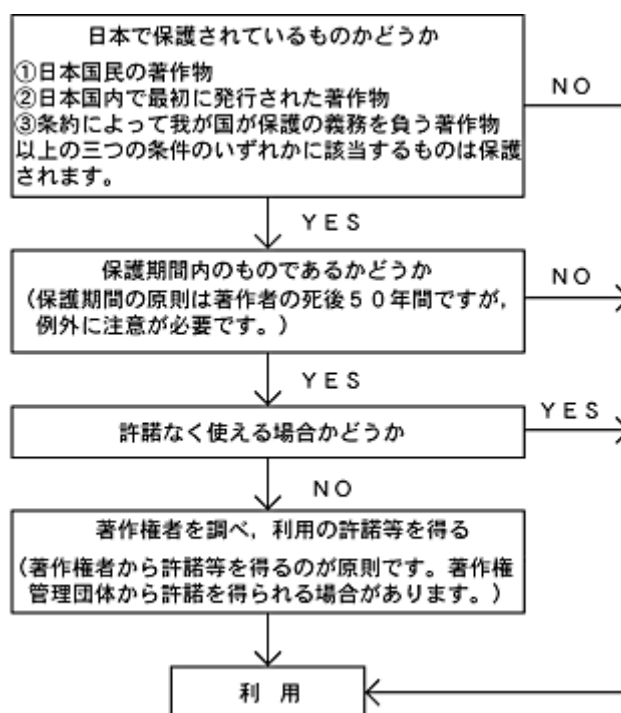 日本で保護されているものかどうか
①日本国民の著作物
②日本国内で最初に発行された著作物
③条約によって我が国が保護の義務を負う著作物
以上の三つの条件のいずれかに該当するものは保護
されます。
ＮＯ
ＹＥＳ
保護期間内のものであるかどうか
（保護期間の原則は著作者の死後５０年間ですが，
例外に注意が必要です。）
ＮＯ
ＹＥＳ
許諾なく使える場合かどうか
ＹＥＳ
ＮＯ
著作権者を調べ，利用の許諾等を得る
（著作権者から許諾等を得るのが原則です。著作権
管理団体から許諾を得られる場合があります。）
利　用